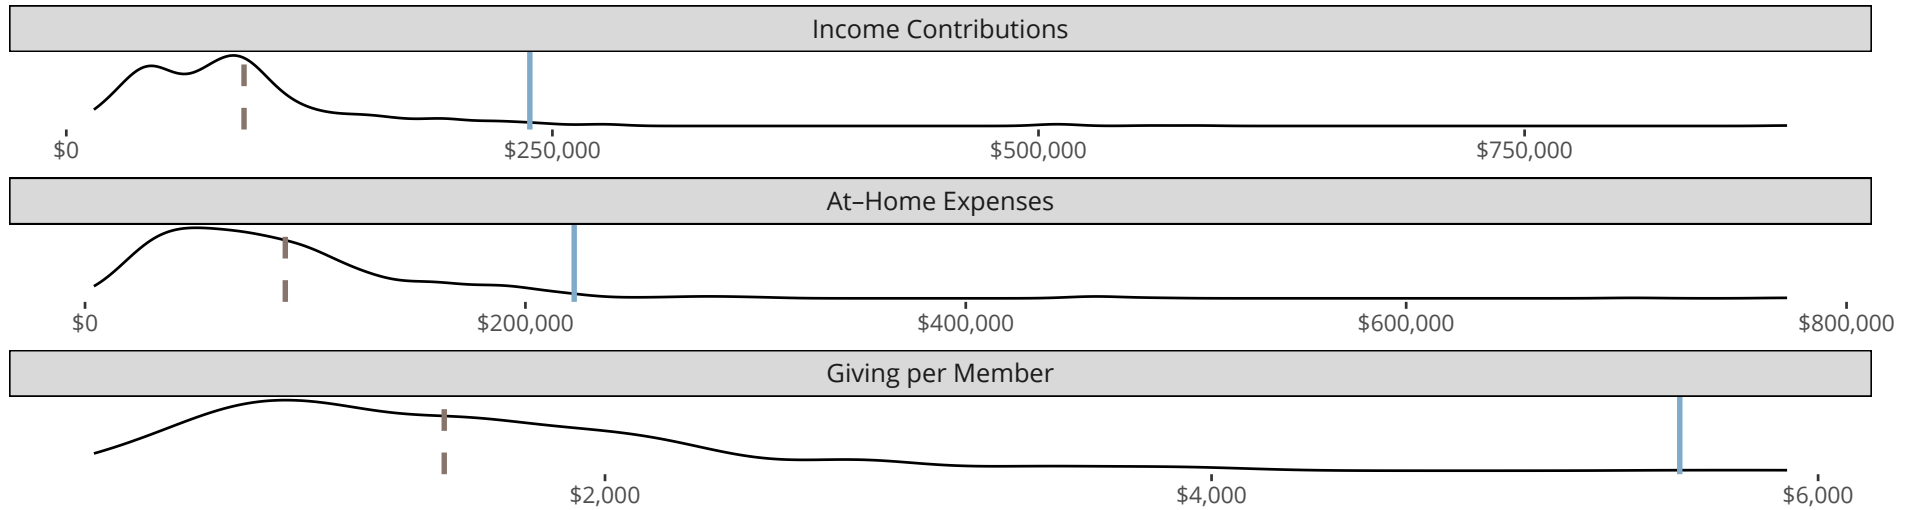 Income Contributions
$0 $250,000 $500,000 $750,000
At–Home Expenses
$0 $200,000 $400,000 $600,000 $800,000
Giving per Member
$2,000 $4,000 $6,000